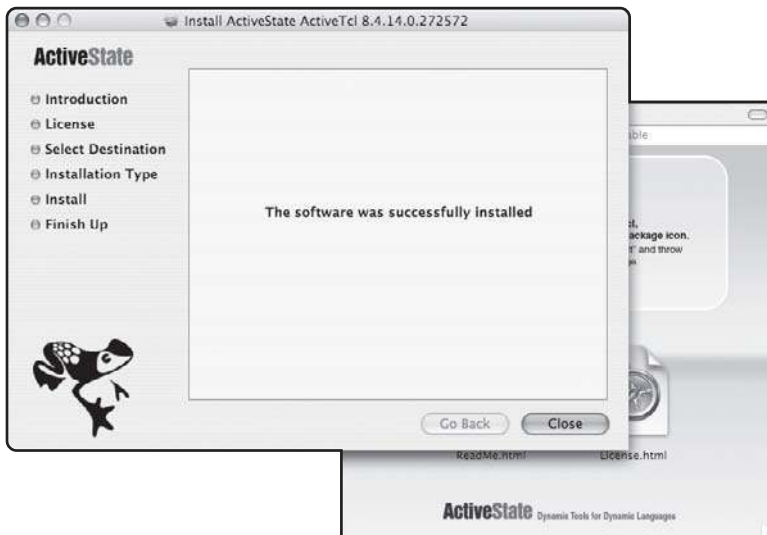 Install ActiveState ActiveTcl 8.4.14.0.272572
ActiveState
Introduction
License
Select Destination
Installation Type
Install
Finish Up
The software was successfully installed
Go Back
Close
ackage icon.
and throw
ReadMe.html
License.html
ActiveState Dynamic Tools for Dynamic Languages